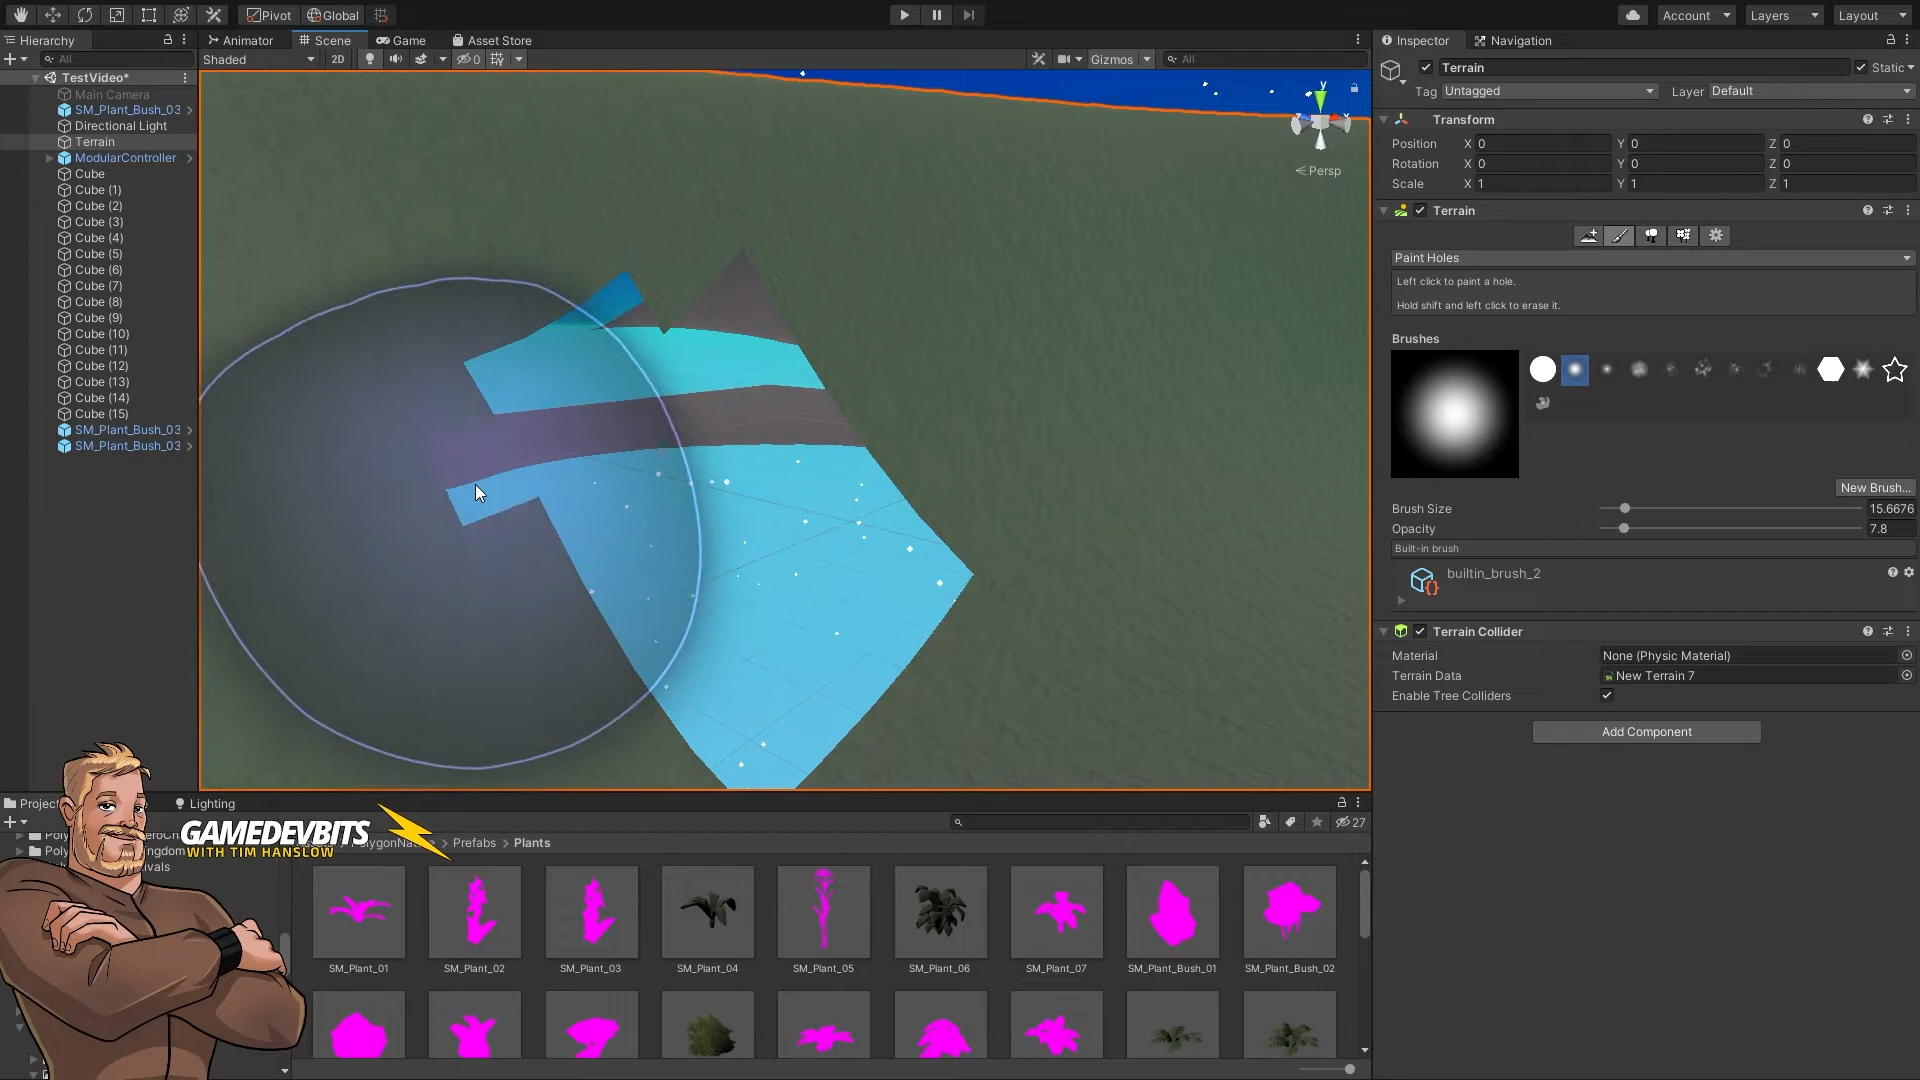 Pivot
Global
Account
Layers
Layout
Hierarchy
Animator
Scene
Game
Asset Store
Inspector
Navigation
All
Shaded
2D
0
Gizmos
All
Terrain
Static
Tag
Untagged
Layer
Default
TestVideo*
Main Camera
SM_Plant_Bush_03
Directional Light
Terrain
ModularController
Cube
Cube (1)
Cube (2)
Cube (3)
Cube (4)
Cube (5)
Cube (6)
Cube (7)
Cube (8)
Cube (9)
Cube (10)
Cube (11)
Cube (12)
Cube (13)
Cube (14)
Cube (15)
SM_Plant_Bush_03
SM_Plant_Bush_03
y
Persp
Transform
Position X 0 Y 0 Z 0
Rotation X 0 Y 0 Z 0
Scale X 1 Y 1 Z 1
Terrain
Paint Holes
Left click to paint a hole.
Hold shift and left click to erase it.
Brushes
New Brush...
Brush Size 15.6676
Opacity 7.8
Built-in brush
builtin_brush_2
Terrain Collider
Material None (Physic Material)
Terrain Data New Terrain 7
Enable Tree Colliders
Add Component
Lighting
27
GAMEDEVBITS
WITH TIM HANSLOW
Prefabs > Plants
SM_Plant_01
SM_Plant_02
SM_Plant_03
SM_Plant_04
SM_Plant_05
SM_Plant_06
SM_Plant_07
SM_Plant_Bush_01
SM_Plant_Bush_02